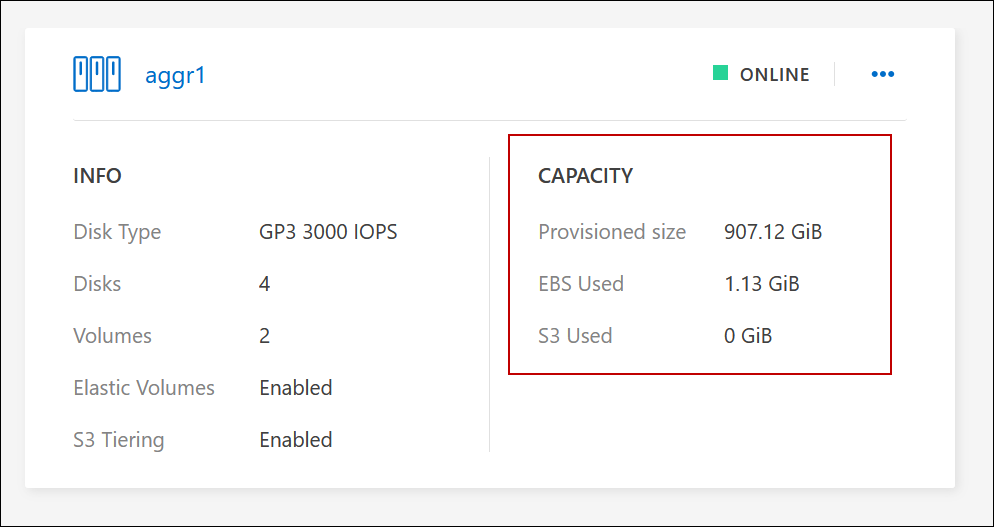 aggr1
ONLINE
INFO
Disk Type GP3 3000 IOPS
Disks 4
Volumes 2
Elastic Volumes Enabled
S3 Tiering Enabled
CAPACITY
Provisioned size 907.12 GiB
EBS Used 1.13 GiB
S3 Used 0 GiB